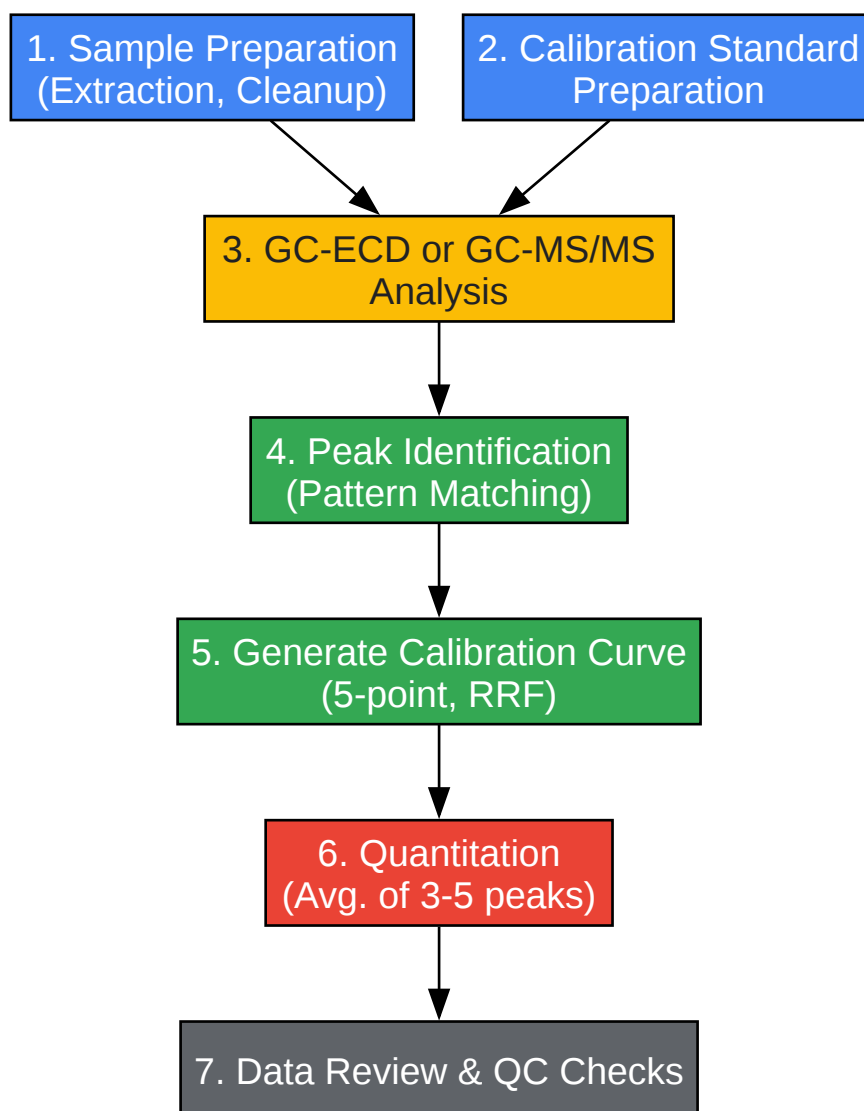 1. Sample Preparation
(Extraction, Cleanup)
2. Calibration Standard
Preparation
3. GC-ECD or GC-MS/MS
Analysis
4. Peak Identification
(Pattern Matching)
5. Generate Calibration Curve
(5-point, RRF)
6. Quantitation
(Avg. of 3-5 peaks)
7. Data Review & QC Checks